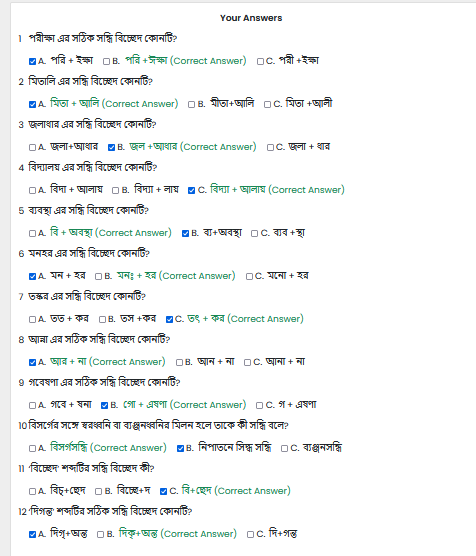 Your Answers
1 পরীক্ষা এর সঠিক সন্ধি বিচ্ছেদ কোনটি?
A. পরি + ইক্ষা B. পরি +ঈক্ষা (Correct Answer) C. পরী +ইক্ষা
2 মিতালি এর সন্ধি বিচ্ছেদ কোনটি?
A. মিতা + আলি (Correct Answer) B. মীতা+আলি C. মিতা +আলী
3 জলাধার এর সন্ধি বিচ্ছেদ কোনটি?
A. জলা+আধার B. জল +আধার (Correct Answer) C. জলা + ধার
4 বিদ্যালয় এর সন্ধি বিচ্ছেদ কোনটি?
A. বিদা + আলায় B. বিদ্যা + লায় C. বিদ্যা + আলায় (Correct Answer)
5 ব্যবস্থা এর সন্ধি বিচ্ছেদ কোনটি?
A. বি + অবস্থা (Correct Answer) B. ব্য+অবস্থা C. ব্যব +স্থা
6 মনহর এর সন্ধি বিচ্ছেদ কোনটি?
A. মন + হর B. মনঃ + হর (Correct Answer) C. মনো + হর
7 তস্কর এর সন্ধি বিচ্ছেদ কোনটি?
A. তত + কর B. তস +কর C. তৎ + কর (Correct Answer)
8 আন্না এর সঠিক সন্ধি বিচ্ছেদ কোনটি?
A. আর + না (Correct Answer) B. আন + না C. আনা + না
9 গবেষণা এর সঠিক সন্ধি বিচ্ছেদ কোনটি?
A. গবে + ষনা B. গো + এষণা (Correct Answer) C. গ + এষণা
10 বিসর্গের সঙ্গে স্বরধ্বনি বা ব্যঞ্জনধ্বনির মিলন হলে তাকে কী সন্ধি বলে?
A. বিসর্গসন্ধি (Correct Answer) B. নিপাতনে সিদ্ধ সন্ধি C. ব্যঞ্জনসন্ধি
11 'বিচ্ছেদ' শব্দটির সন্ধি বিচ্ছেদ কী?
A. বিচ্+ছেদ B. বিচ্ছে+দ C. বি+ছেদ (Correct Answer)
12 'দিগন্ত' শব্দটির সঠিক সন্ধি বিচ্ছেদ কোনটি?
A. দিগ্+অন্ত B. দিক্+অন্ত (Correct Answer) C. দি+গন্ত